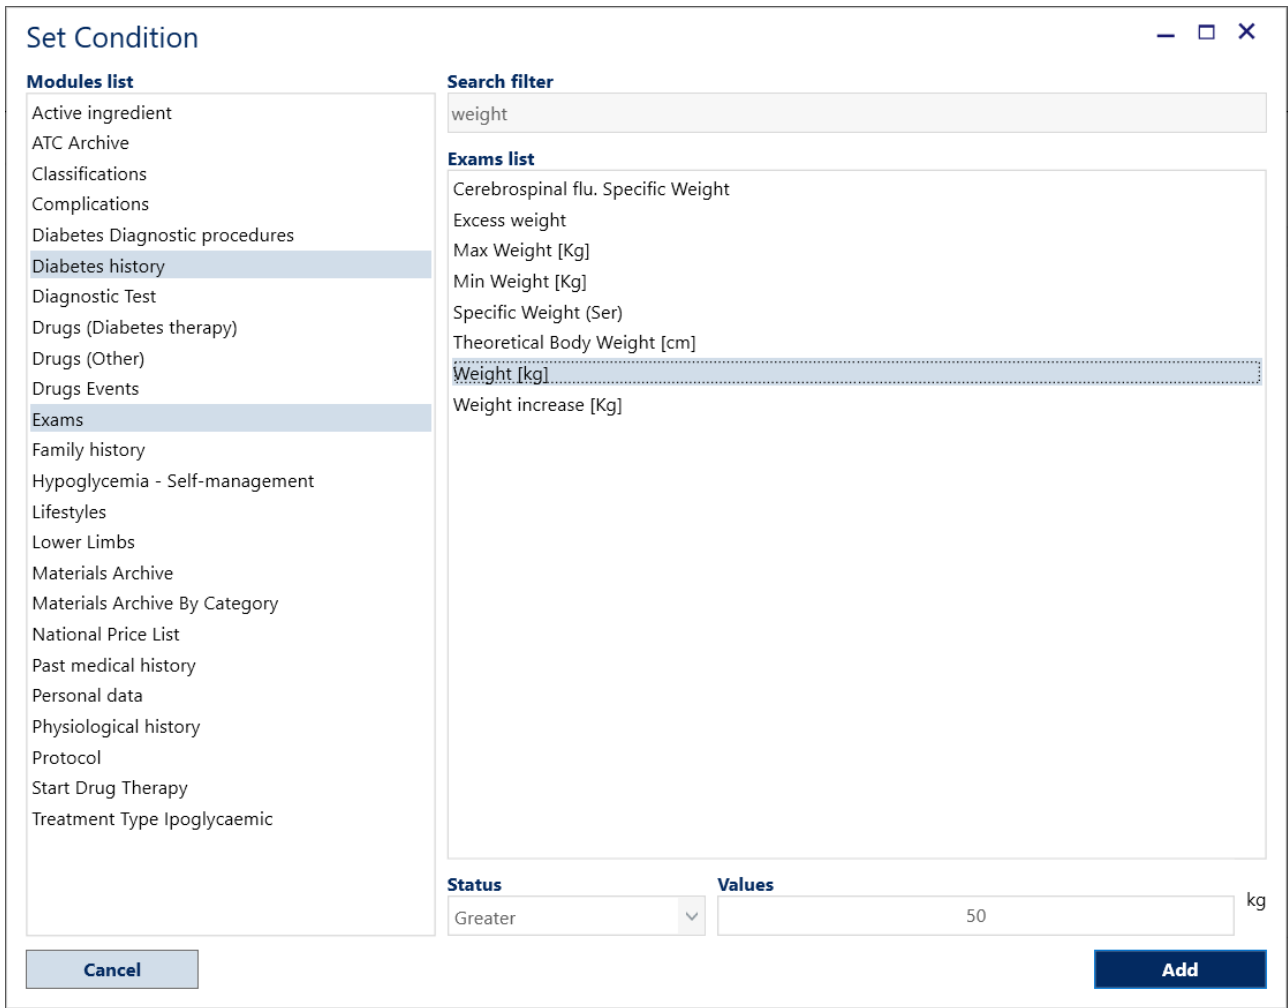 Set Condition
Modules list
Active ingredient
ATC Archive
Classifications
Complications
Diabetes Diagnostic procedures
Diabetes history
Diagnostic Test
Drugs (Diabetes therapy)
Drugs (Other)
Drugs Events
Exams
Family history
Hypoglycemia - Self-management
Lifestyles
Lower Limbs
Materials Archive
Materials Archive By Category
National Price List
Past medical history
Personal data
Physiological history
Protocol
Start Drug Therapy
Treatment Type Ipoglycaemic
Search filter
weight
Exams list
Cerebrospinal flu. Specific Weight
Excess weight
Max Weight [Kg]
Min Weight [Kg]
Specific Weight (Ser)
Theoretical Body Weight [cm]
Weight [kg]
Weight increase [Kg]
Status
Greater
Values
50
kg
Cancel
Add